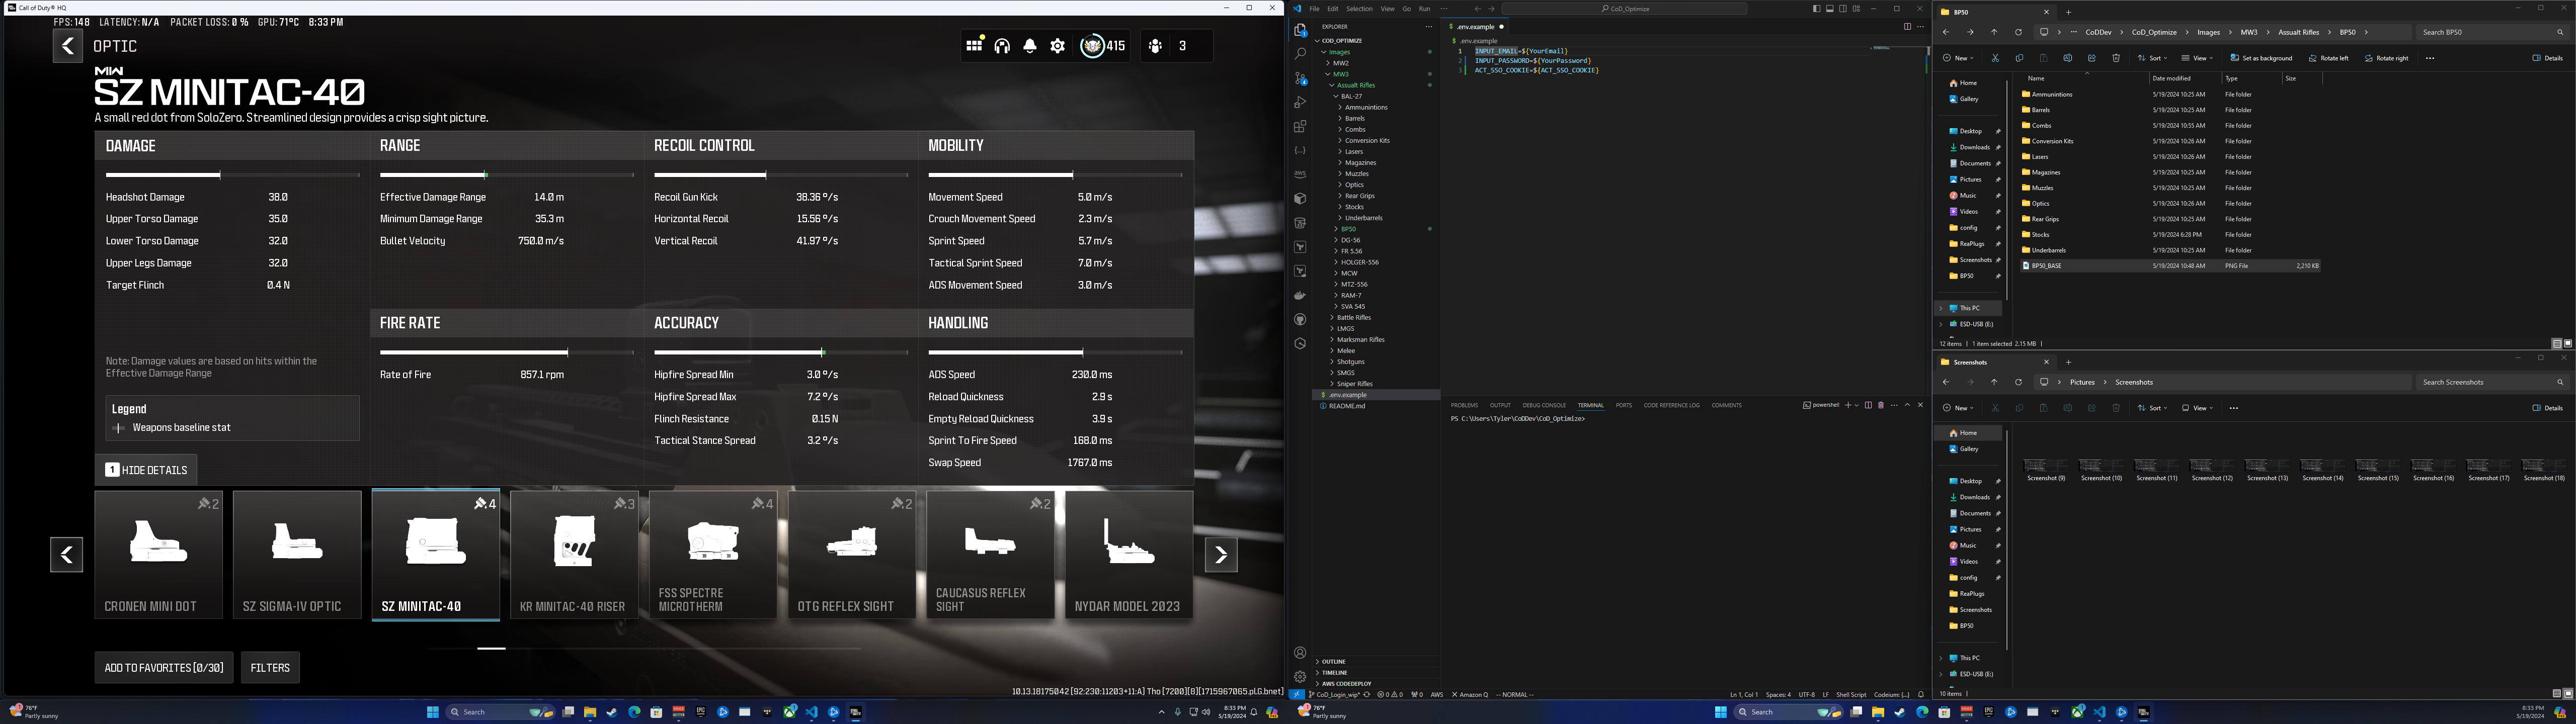 Call of Duty® HQ
FPS: 148 LATENCY: N/A PACKET LOSS: 0 % GPU: 71°C 8:33 PM
OPTIC
415
3
MW
SZ MINITAC-40
A small red dot from SoloZero. Streamlined design provides a crisp sight picture.
DAMAGE
Headshot Damage 38.0
Upper Torso Damage 35.0
Lower Torso Damage 32.0
Upper Legs Damage 32.0
Target Flinch 0.4 N
Note: Damage values are based on hits within the
Effective Damage Range
Legend
Weapons baseline stat
1 HIDE DETAILS
RANGE
Effective Damage Range 14.0 m
Minimum Damage Range 35.3 m
Bullet Velocity 750.0 m/s
RECOIL CONTROL
Recoil Gun Kick 38.36 º/s
Horizontal Recoil 15.56 º/s
Vertical Recoil 41.97 º/s
MOBILITY
Movement Speed 5.0 m/s
Crouch Movement Speed 2.3 m/s
Sprint Speed 5.7 m/s
Tactical Sprint Speed 7.0 m/s
ADS Movement Speed 3.0 m/s
FIRE RATE
Rate of Fire 857.1 rpm
ACCURACY
Hipfire Spread Min 3.0 º/s
Hipfire Spread Max 7.2 º/s
Flinch Resistance 0.15 N
Tactical Stance Spread 3.2 º/s
HANDLING
ADS Speed 230.0 ms
Reload Quickness 2.9 s
Empty Reload Quickness 3.9 s
Sprint To Fire Speed 168.0 ms
Swap Speed 1767.0 ms
.2
.4
.3
.4
.2
.2
CRONEN MINI DOT
SZ SIGMA-IV OPTIC
SZ MINITAC-40
KR MINITAC-40 RISER
FSS SPECTRE
MICROTHERM
OTG REFLEX SIGHT
CAUCASUS REFLEX
SIGHT
NYDAR MODEL 2023
ADD TO FAVORITES [0/30]
FILTERS
10.13.18175042 [92:230:11203+11:A] Tho [7200][8][1715967065.pl.G.bnet]
76°F
Partly sunny
Search
8:33 PM
5/19/2024
File Edit Selection View Go Run ···
CoD_Optimize
EXPLORER
COD_OPTIMIZE
Images
MW2
MW3
Assualt Rifles
BAL-27
Ammunintions
Barrels
Combs
Conversion Kits
Lasers
Magazines
Muzzles
Optics
Rear Grips
Stocks
Underbarrels
BP50
DG-56
FR 5.56
HOLGER-556
MCW
MTZ-556
RAM-7
SVA 545
Battle Rifles
LMGS
Marksman Rifles
Melee
Shotguns
SMGS
Sniper Rifles
$ .env.example
README.md
OUTLINE
TIMELINE
AWS CODEDEPLOY
$ .env.example
$ .env.example
1 INPUT_EMAIL=${YourEmail}
2 INPUT_PASSWORD=${YourPassword}
3 ACT_SSO_COOKIE=${ACT_SSO_COOKIE}
PROBLEMS OUTPUT DEBUG CONSOLE TERMINAL PORTS CODE REFERENCE LOG COMMENTS
powershell
PS C:\Users\Tyler\CoDDev\CoD_Optimize>
CoD_Login_wip* 0 0 0 AWS Amazon Q -- NORMAL --
Ln 1, Col 1 Spaces: 4 UTF-8 LF Shell Script Codeium: {...}
76°F
Partly sunny
Search
8:33 PM
5/19/2024
BP50
CoDDev > CoD_Optimize > Images > MW3 > Assualt Rifles > BP50 >
Search BP50
New Sort View Set as background Rotate left Rotate right Details
Home
Gallery
Desktop
Downloads
Documents
Pictures
Music
Videos
config
ReaPlugs
Screenshots
BP50
This PC
ESD-USB (E:)
Name Date modified Type Size
Ammunintions 5/19/2024 10:25 AM File folder
Barrels 5/19/2024 10:25 AM File folder
Combs 5/19/2024 10:55 AM File folder
Conversion Kits 5/19/2024 10:26 AM File folder
Lasers 5/19/2024 10:26 AM File folder
Magazines 5/19/2024 10:25 AM File folder
Muzzles 5/19/2024 10:25 AM File folder
Optics 5/19/2024 10:26 AM File folder
Rear Grips 5/19/2024 10:25 AM File folder
Stocks 5/19/2024 6:28 PM File folder
Underbarrels 5/19/2024 10:25 AM File folder
BP50_BASE 5/19/2024 10:48 AM PNG File 2,210 KB
12 items 1 item selected 2.15 MB
Screenshots
Pictures > Screenshots
Search Screenshots
New Sort View Details
Home
Gallery
Desktop
Downloads
Documents
Pictures
Music
Videos
config
ReaPlugs
Screenshots
BP50
This PC
ESD-USB (E:)
Screenshot (9) Screenshot (10) Screenshot (11) Screenshot (12) Screenshot (13) Screenshot (14) Screenshot (15) Screenshot (16) Screenshot (17) Screenshot (18)
10 items